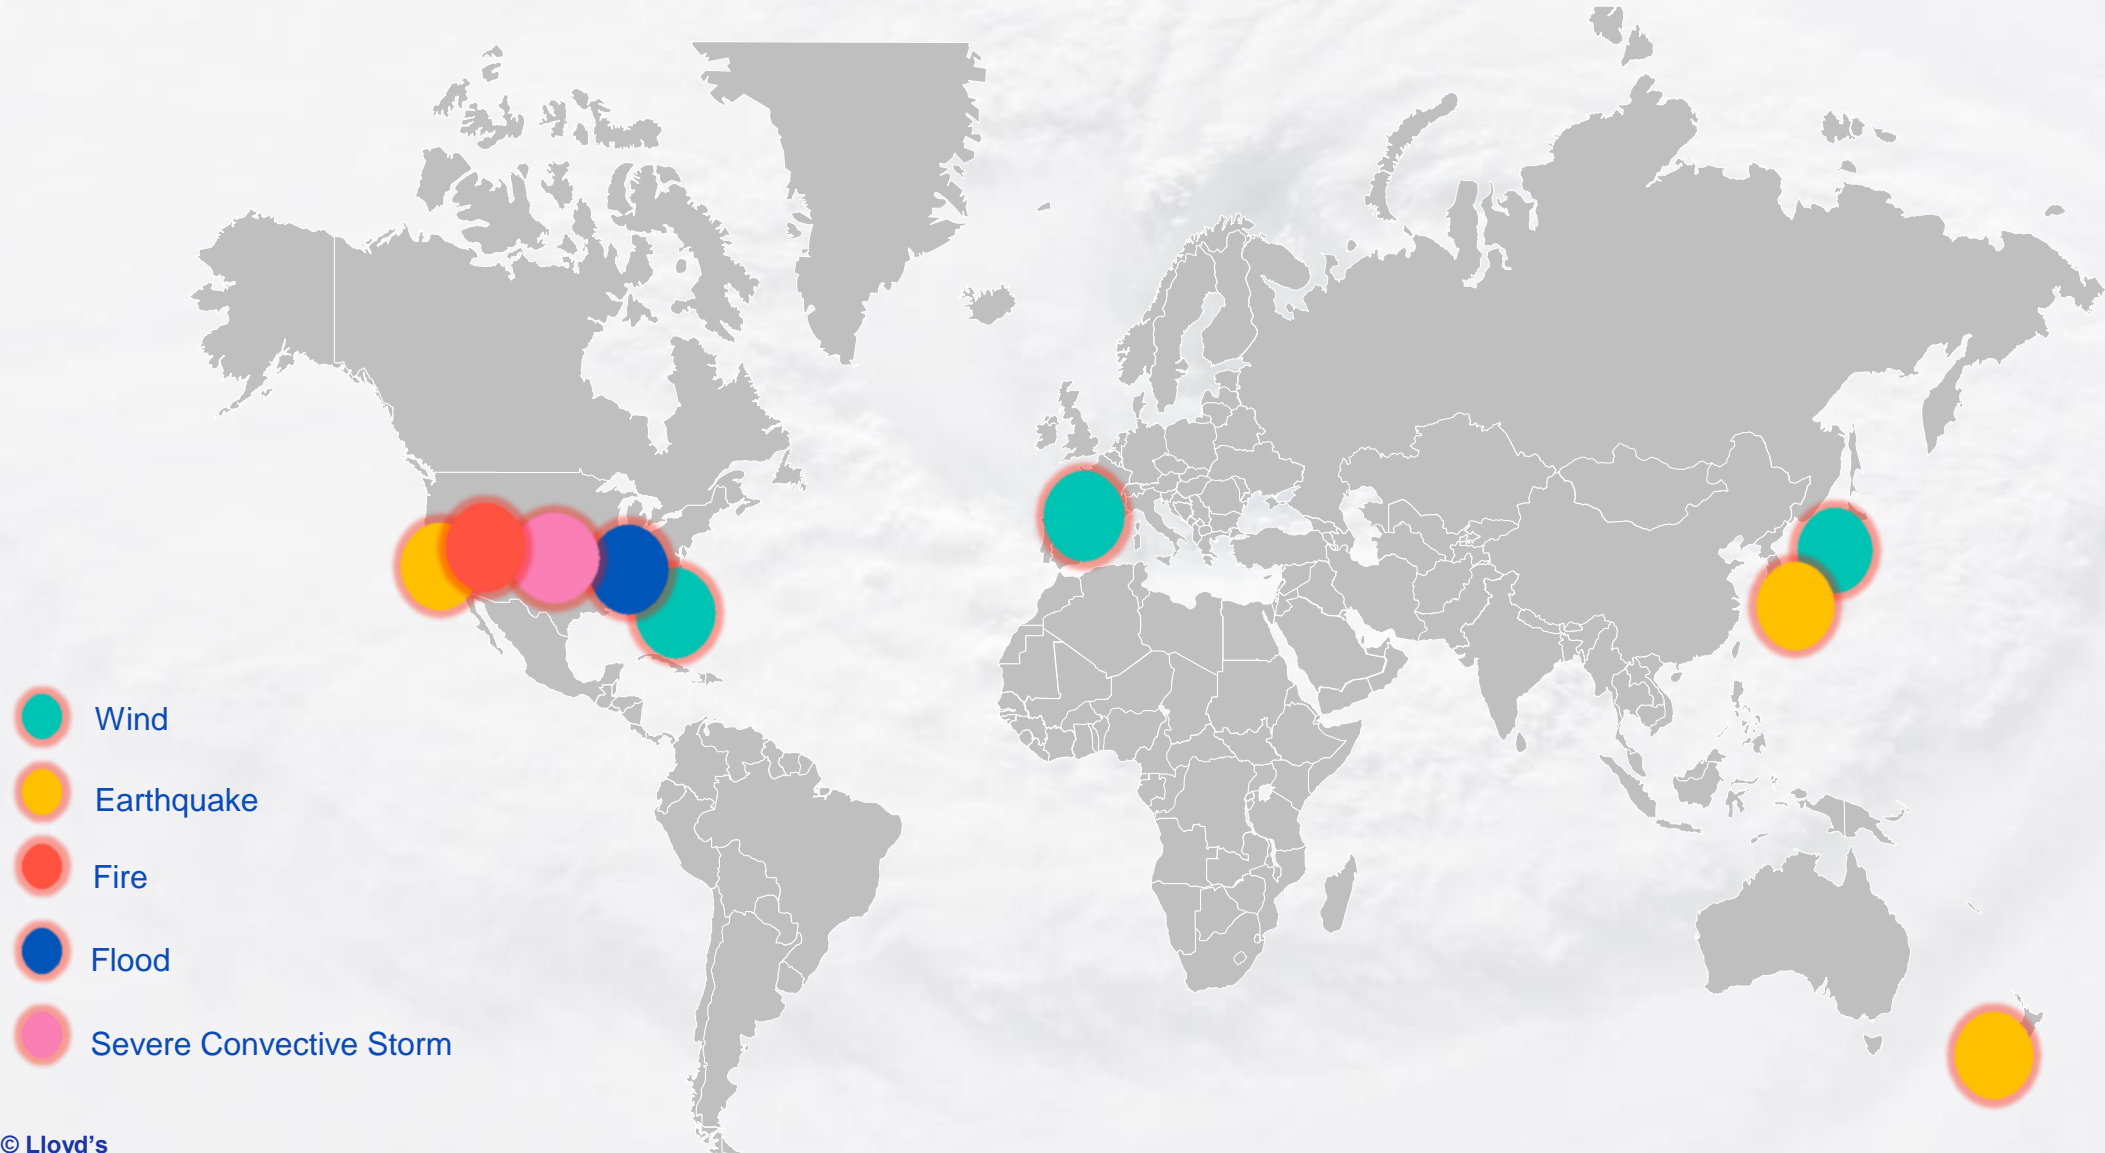 Wind
Earthquake
Fire
Flood
Severe Convective Storm
© Lloyd's